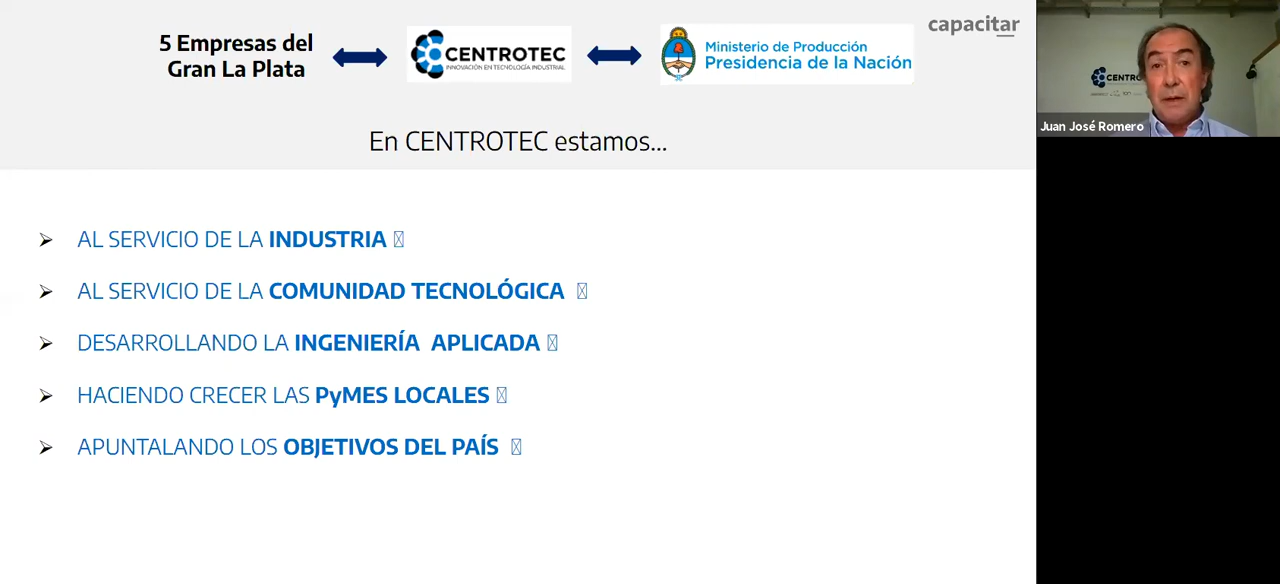 5 Empresas del
Gran La Plata
CENTROTEC
INNOVACIÓN EN TECNOLOGÍA INDUSTRIAL
Ministerio de Producción
Presidencia de la Nación
capacitar
En CENTROTEC estamos...
AL SERVICIO DE LA INDUSTRIA
AL SERVICIO DE LA COMUNIDAD TECNOLÓGICA
DESARROLLANDO LA INGENIERÍA APLICADA
HACIENDO CRECER LAS PyMES LOCALES
APUNTALANDO LOS OBJETIVOS DEL PAÍS
CENTRO
Juan José Romero